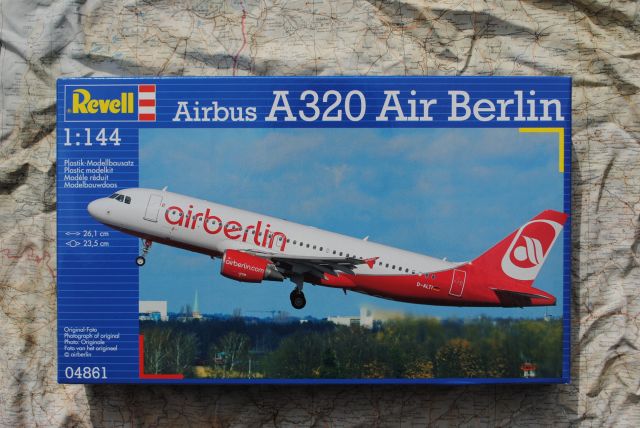 Revell
Airbus A320 Air Berlin
1:144
Plastik-Modellbausatz
Plastic modelkit
Modèle réduit
Modelbouwdoos
26,1 cm
23,5 cm
airberlin
airberlin.com
D-ALTI
Original-Foto
Photograph of original
Photo: Originale
Foto van het origineel
© airberlin
04861